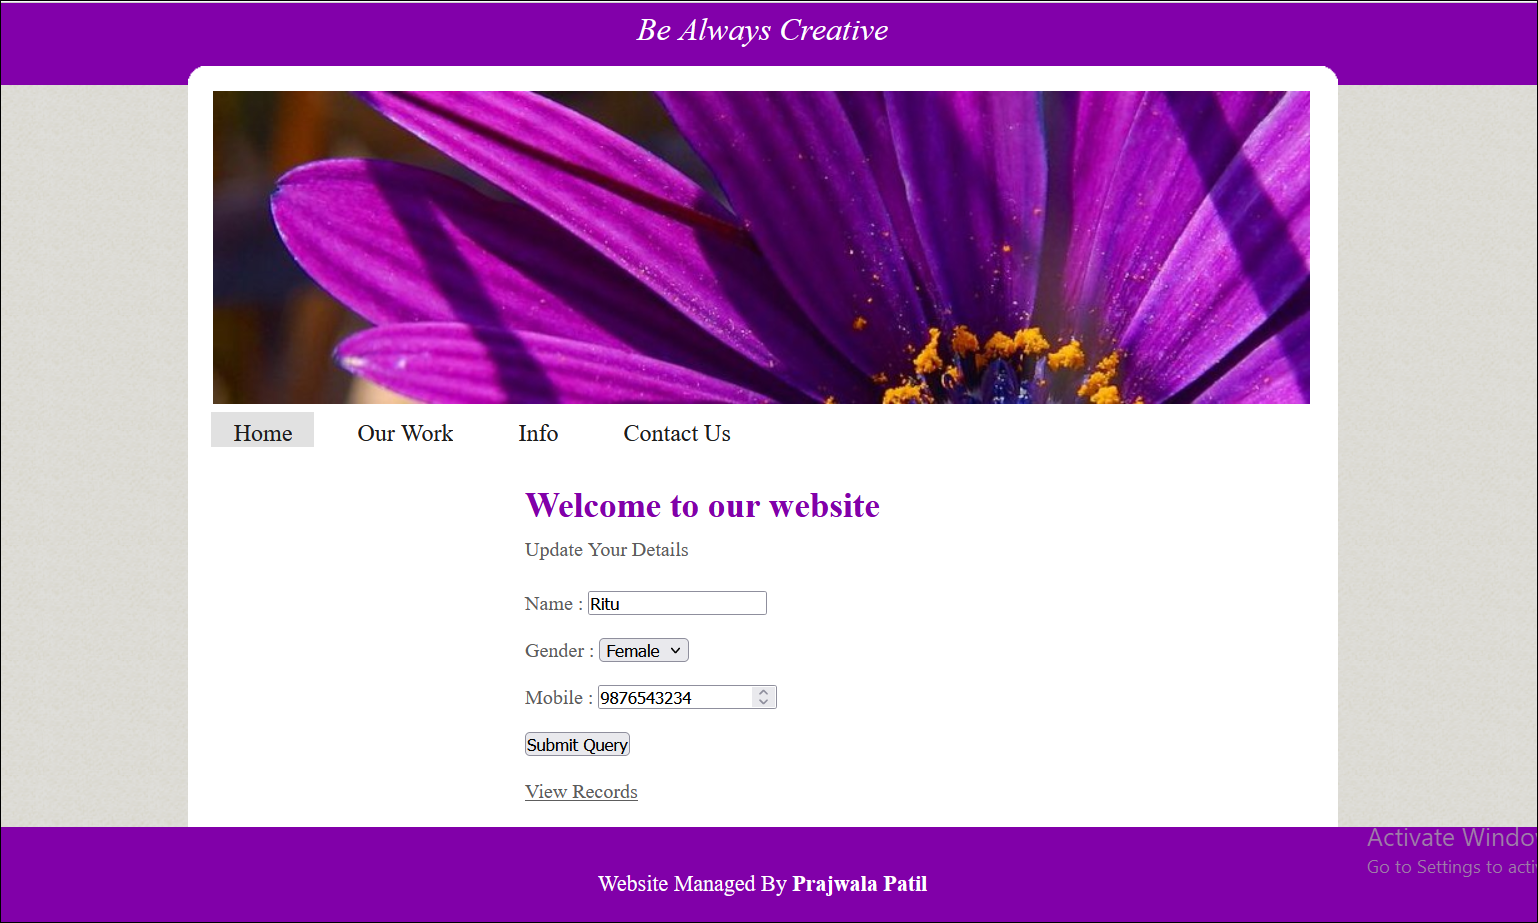 Be Always Creative
Home Our Work Info Contact Us
Welcome to our website
Update Your Details
Name : Ritu
Gender : Female
Mobile : 9876543234
Submit Query
View Records
Activate Windo
Go to Settings to acti
Website Managed By Prajwala Patil